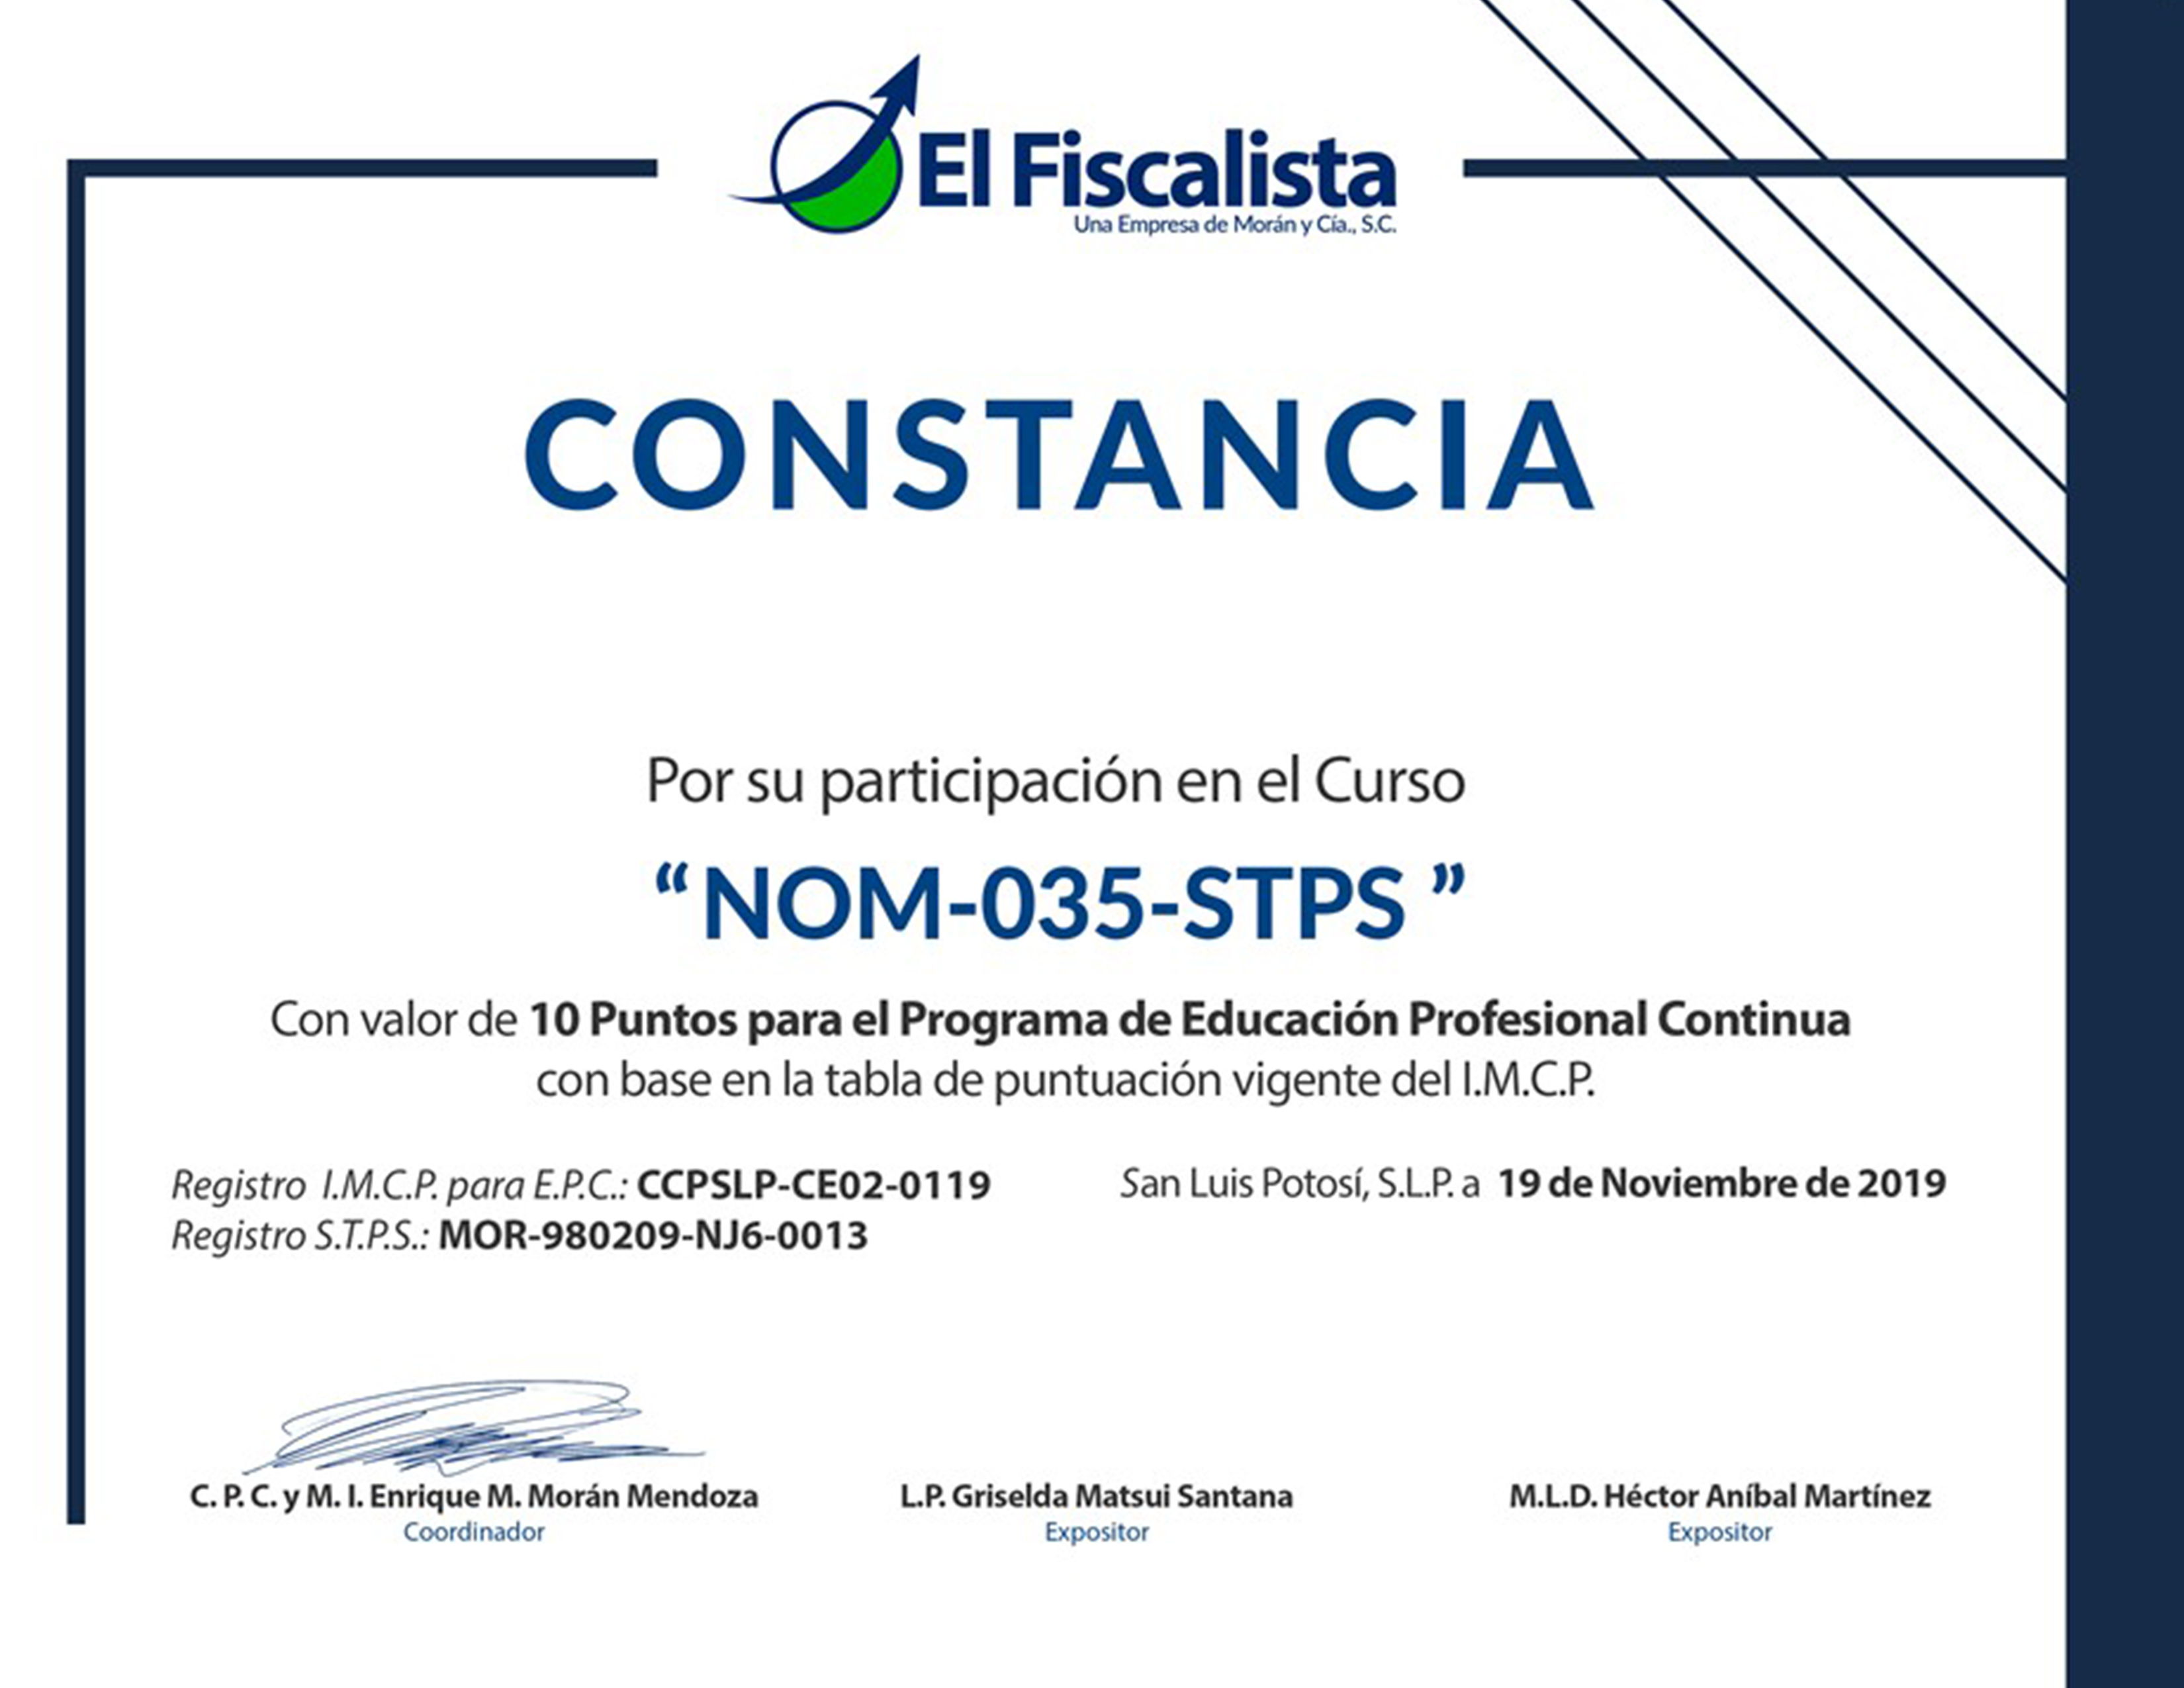 El Fiscalista
Una Empresa de Morán y Cía., S.C.
CONSTANCIA
Por su participación en el Curso
“NOM-035-STPS ”
Con valor de 10 Puntos para el Programa de Educación Profesional Continua
con base en la tabla de puntuación vigente del I.M.C.P.
Registro I.M.C.P. para E.P.C.: CCPSLP-CE02-0119
San Luis Potosí, S.L.P. a 19 de Noviembre de 2019
Registro S.T.P.S.: MOR-980209-NJ6-0013
C. P. C. y M. I. Enrique M. Morán Mendoza
Coordinador
L.P. Griselda Matsui Santana
Expositor
M.L.D. Héctor Aníbal Martínez
Expositor